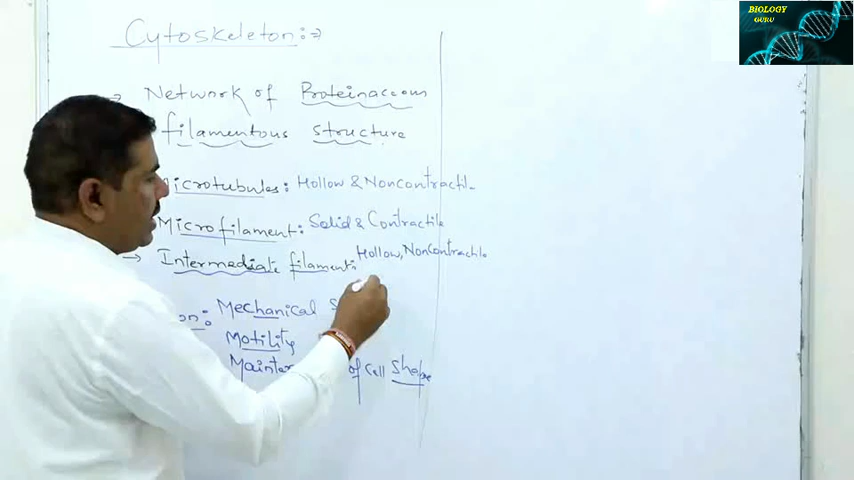 Cytoskeleton:→
→ Network of Proteinaceous
filamentous structure
Microtubules: Hollow & Noncontractile
Microfilament: Solid & Contractile
→ Intermediate filament: Hollow, Noncontractile
Mechanical
Motility
of cell shape
BIOLOGY
GURU